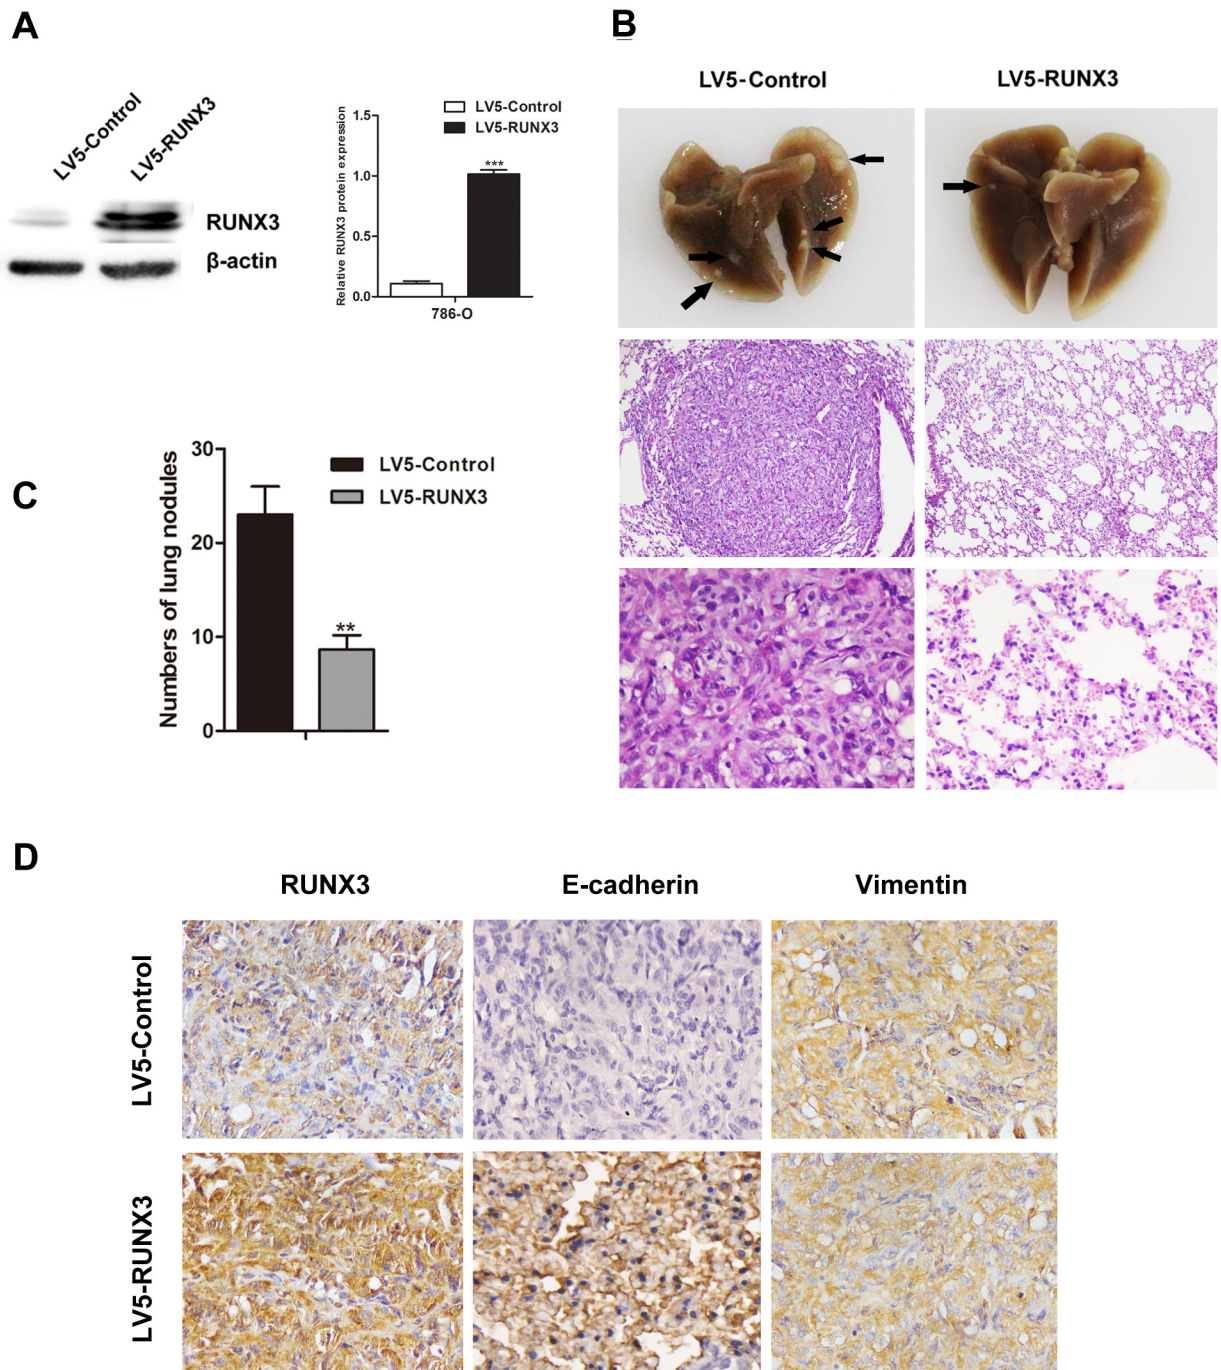 A
LV5-Control
LV5-RUNX3
RUNX3
β-actin
LV5-Control
LV5-RUNX3
Relative RUNX3 protein expression
1.5
1.0
0.5
0.0
***
786-O
B
LV5-Control
LV5-RUNX3
C
Numbers of lung nodules
30
20
10
0
LV5-Control
LV5-RUNX3
**
D
RUNX3
E-cadherin
Vimentin
LV5-Control
LV5-RUNX3